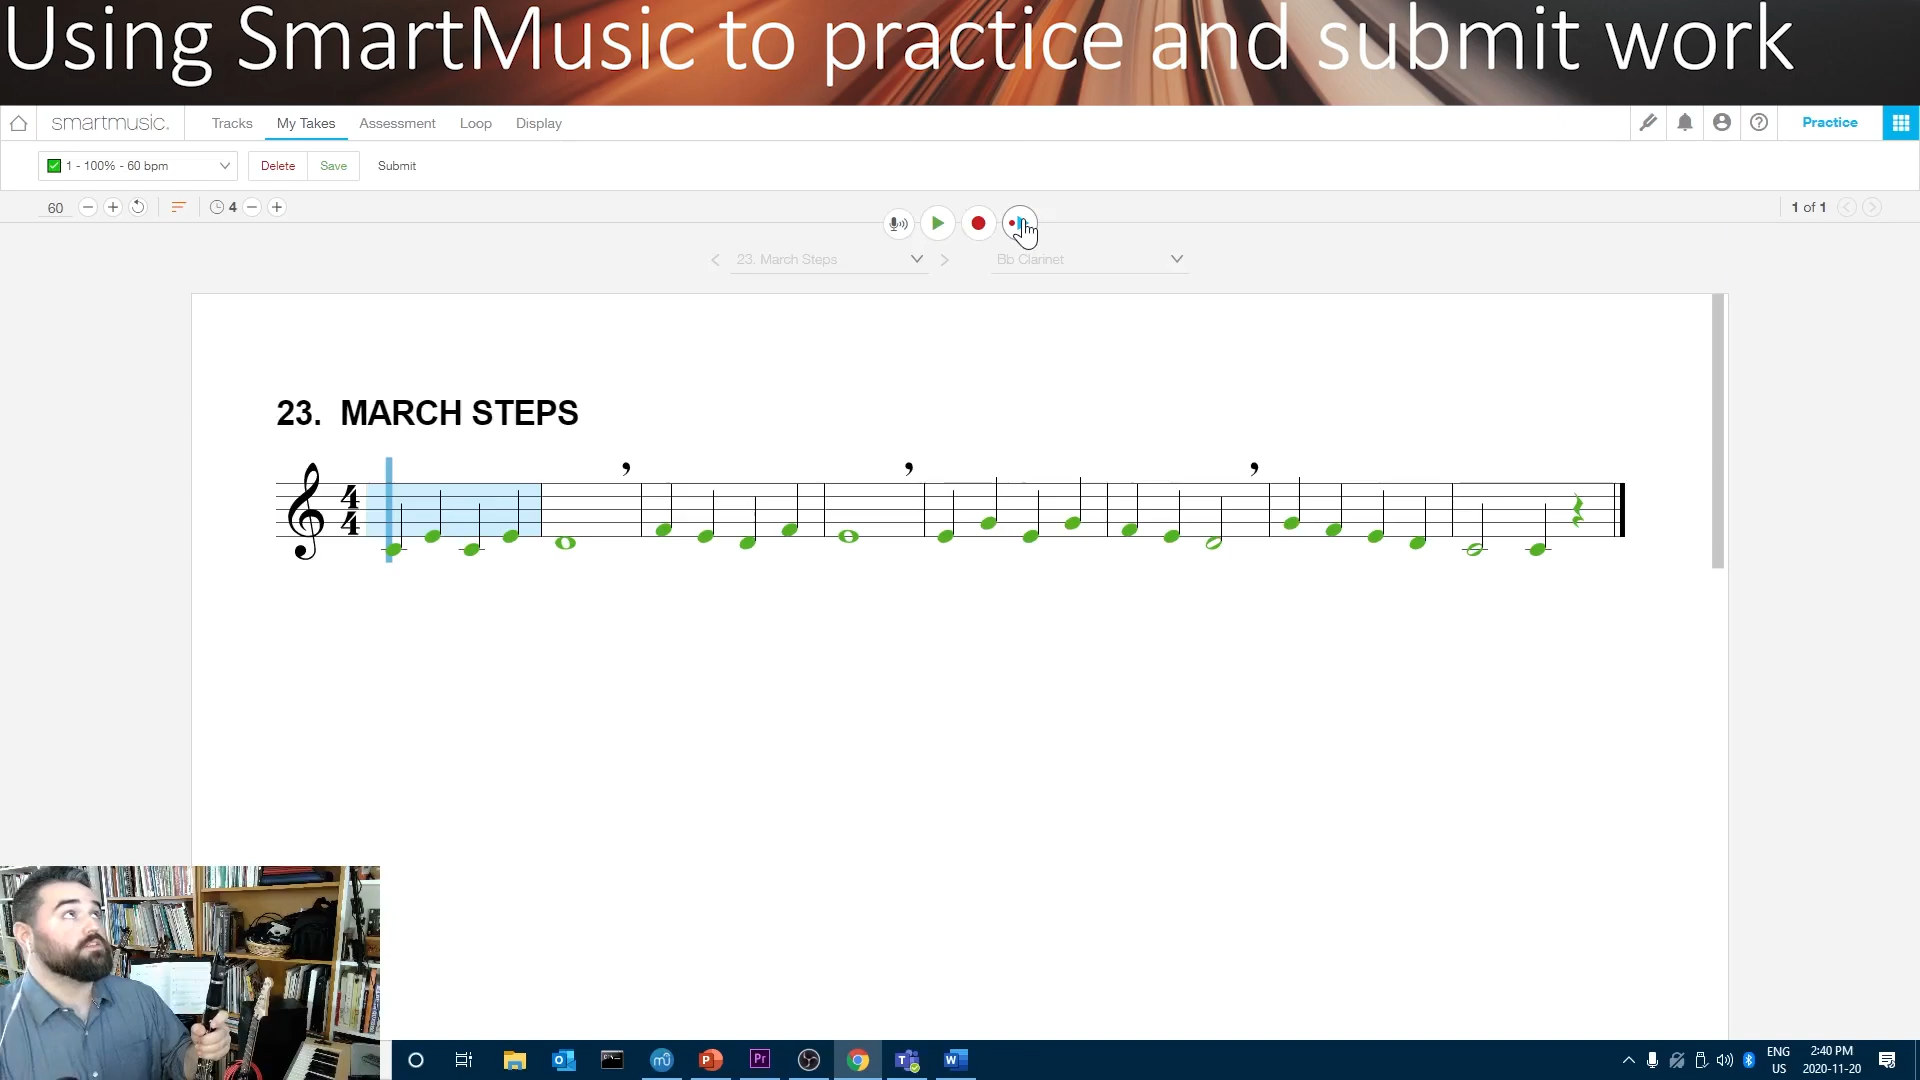 Using SmartMusic to practice and submit work
smartmusic.
Tracks
My Takes
Assessment
Loop
Display
Practice
1 - 100% - 60 bpm
Delete
Save
Submit
60
4
1 of 1
23. March Steps
Bb Clarinet
23. MARCH STEPS
4
4
ENG
US
2:40 PM
2020-11-20